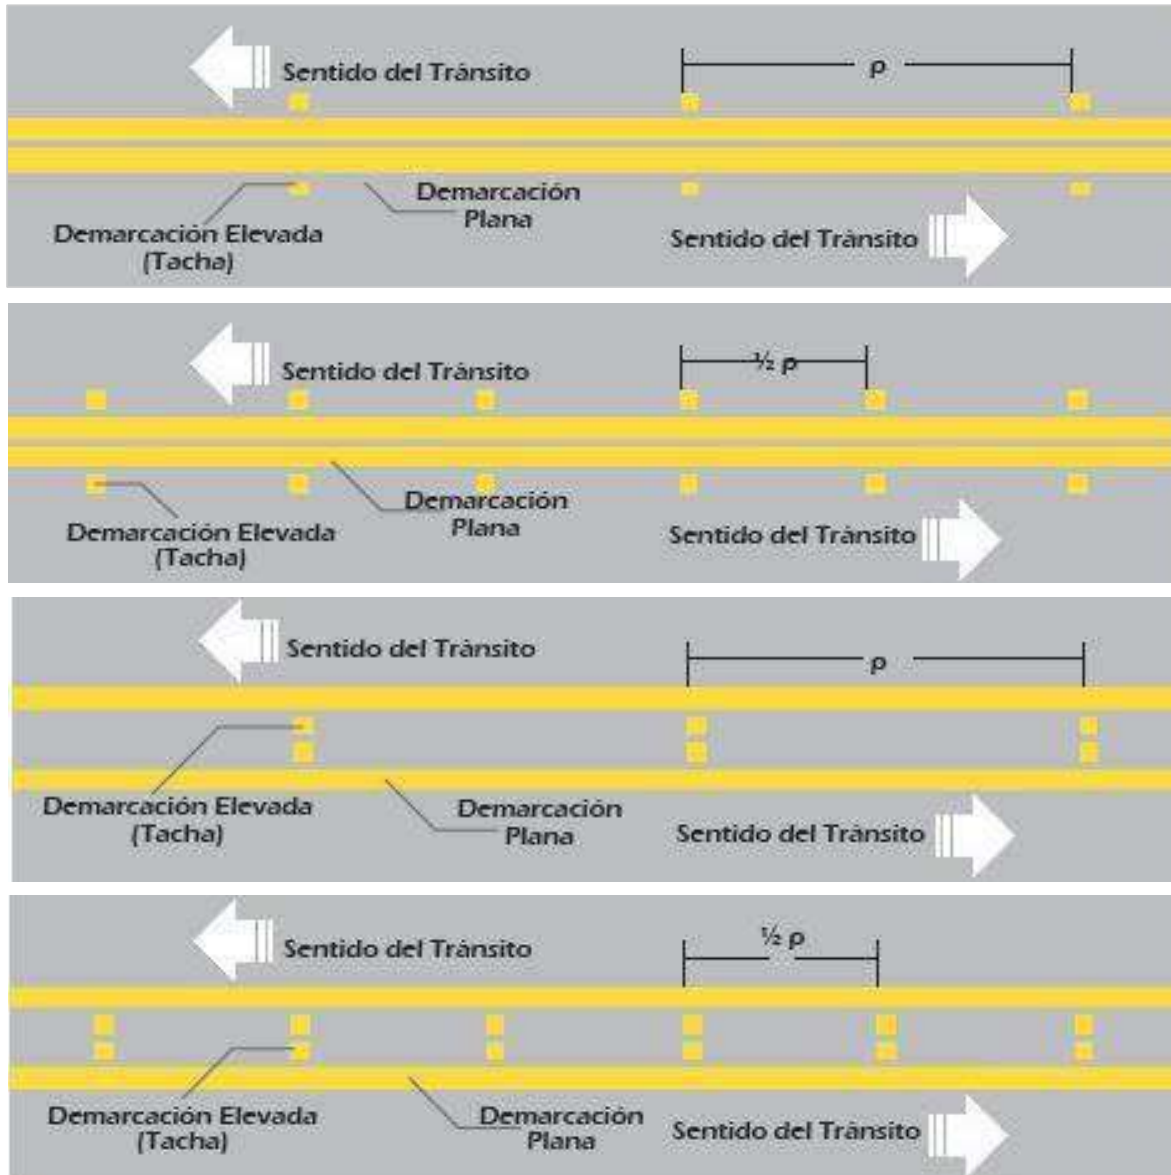 Sentido del Tránsito
ρ
Demarcación
Plana
Demarcación Elevada
(Tacha)
Sentido del Tránsito
Sentido del Tránsito
½ ρ
Demarcación
Plana
Demarcación Elevada
(Tacha)
Sentido del Tránsito
Sentido del Tránsito
ρ
Demarcación Elevada
(Tacha)
Demarcación
Plana
Sentido del Tránsito
Sentido del Tránsito
½ ρ
Demarcación Elevada
(Tacha)
Demarcación
Plana
Sentido del Tránsito